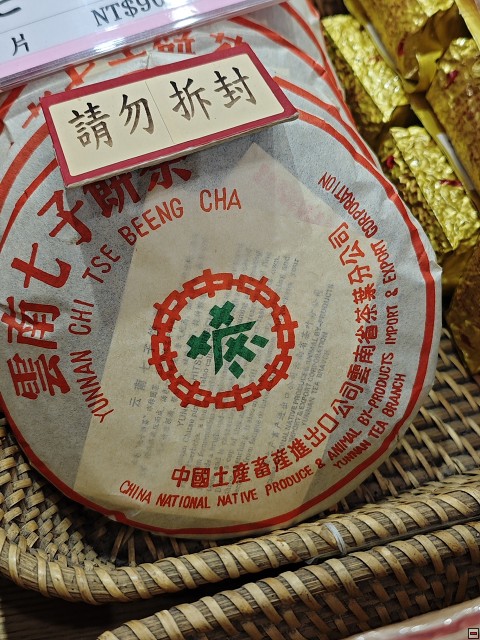 NT$90
片
請勿 拆封
雲南七子餅茶
YUNNAN CHI TSE BEENG CHA
茶
中國土產畜產進出口公司雲南省茶葉分公司
CHINA NATIONAL NATIVE PRODUCE & ANIMAL BY-PRODUCTS IMPORT & EXPORT CORPORATION
YUNNAN TEA BRANCH